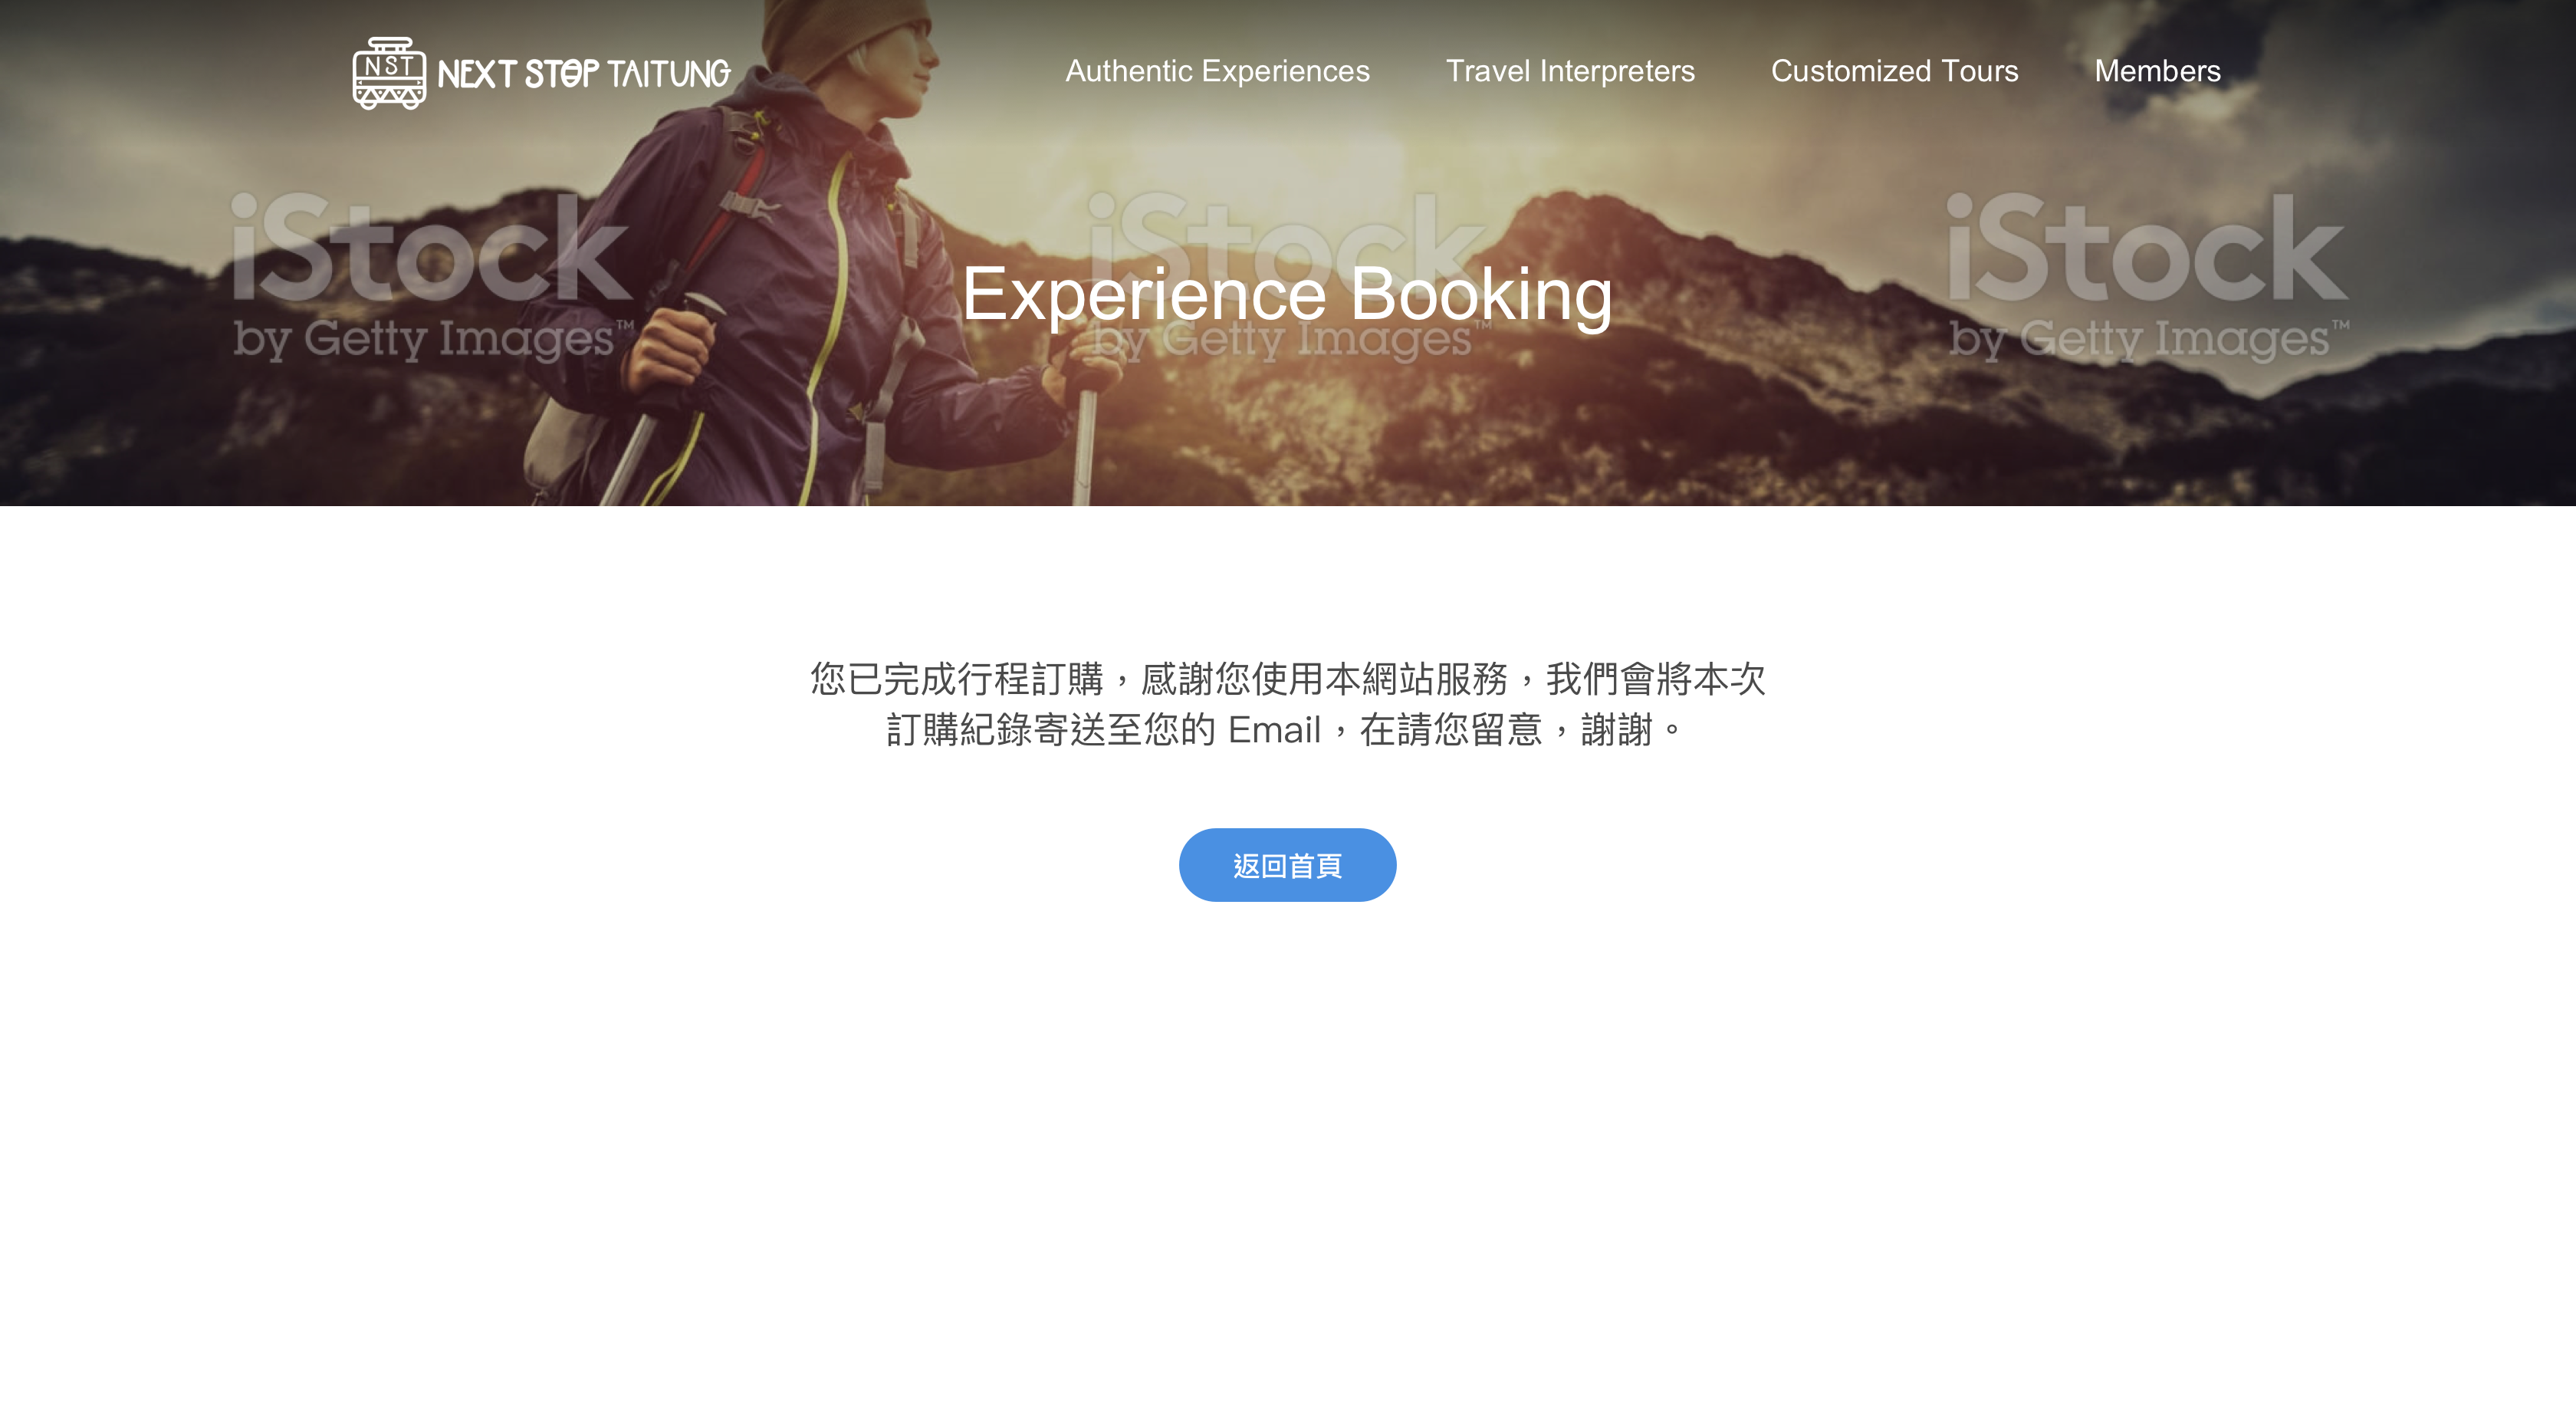 NST
NEXT STOP TAITUNG
Authentic Experiences
Travel Interpreters
Customized Tours
Members
iStock
by Getty Images™
iStock
by Getty Images™
iStock
by Getty Images™
Experience Booking
您已完成行程訂購，感謝您使用本網站服務，我們會將本次
訂購紀錄寄送至您的 Email，在請您留意，謝謝。
返回首頁